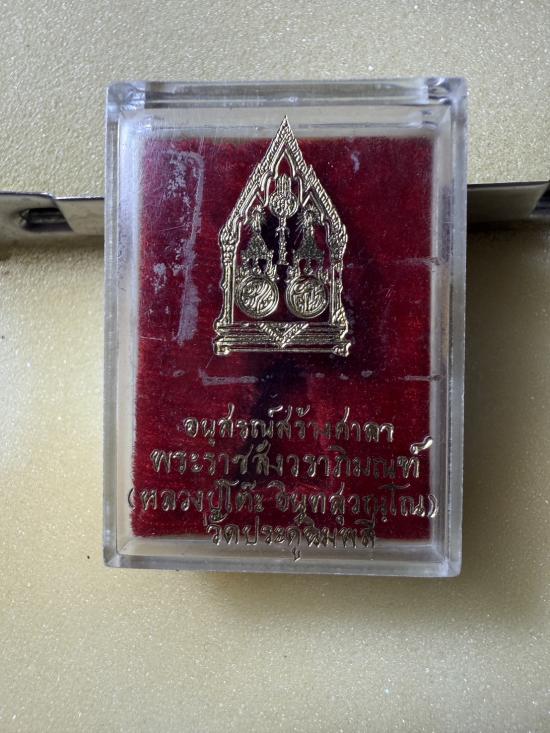 อนุสรณ์สร้างศาลา
พระราชสังวราภิมณฑ์
(หลวงปู่โต๊ะ อินฺทสุวณฺโณ)
วัดประดู่ฉิมพลี